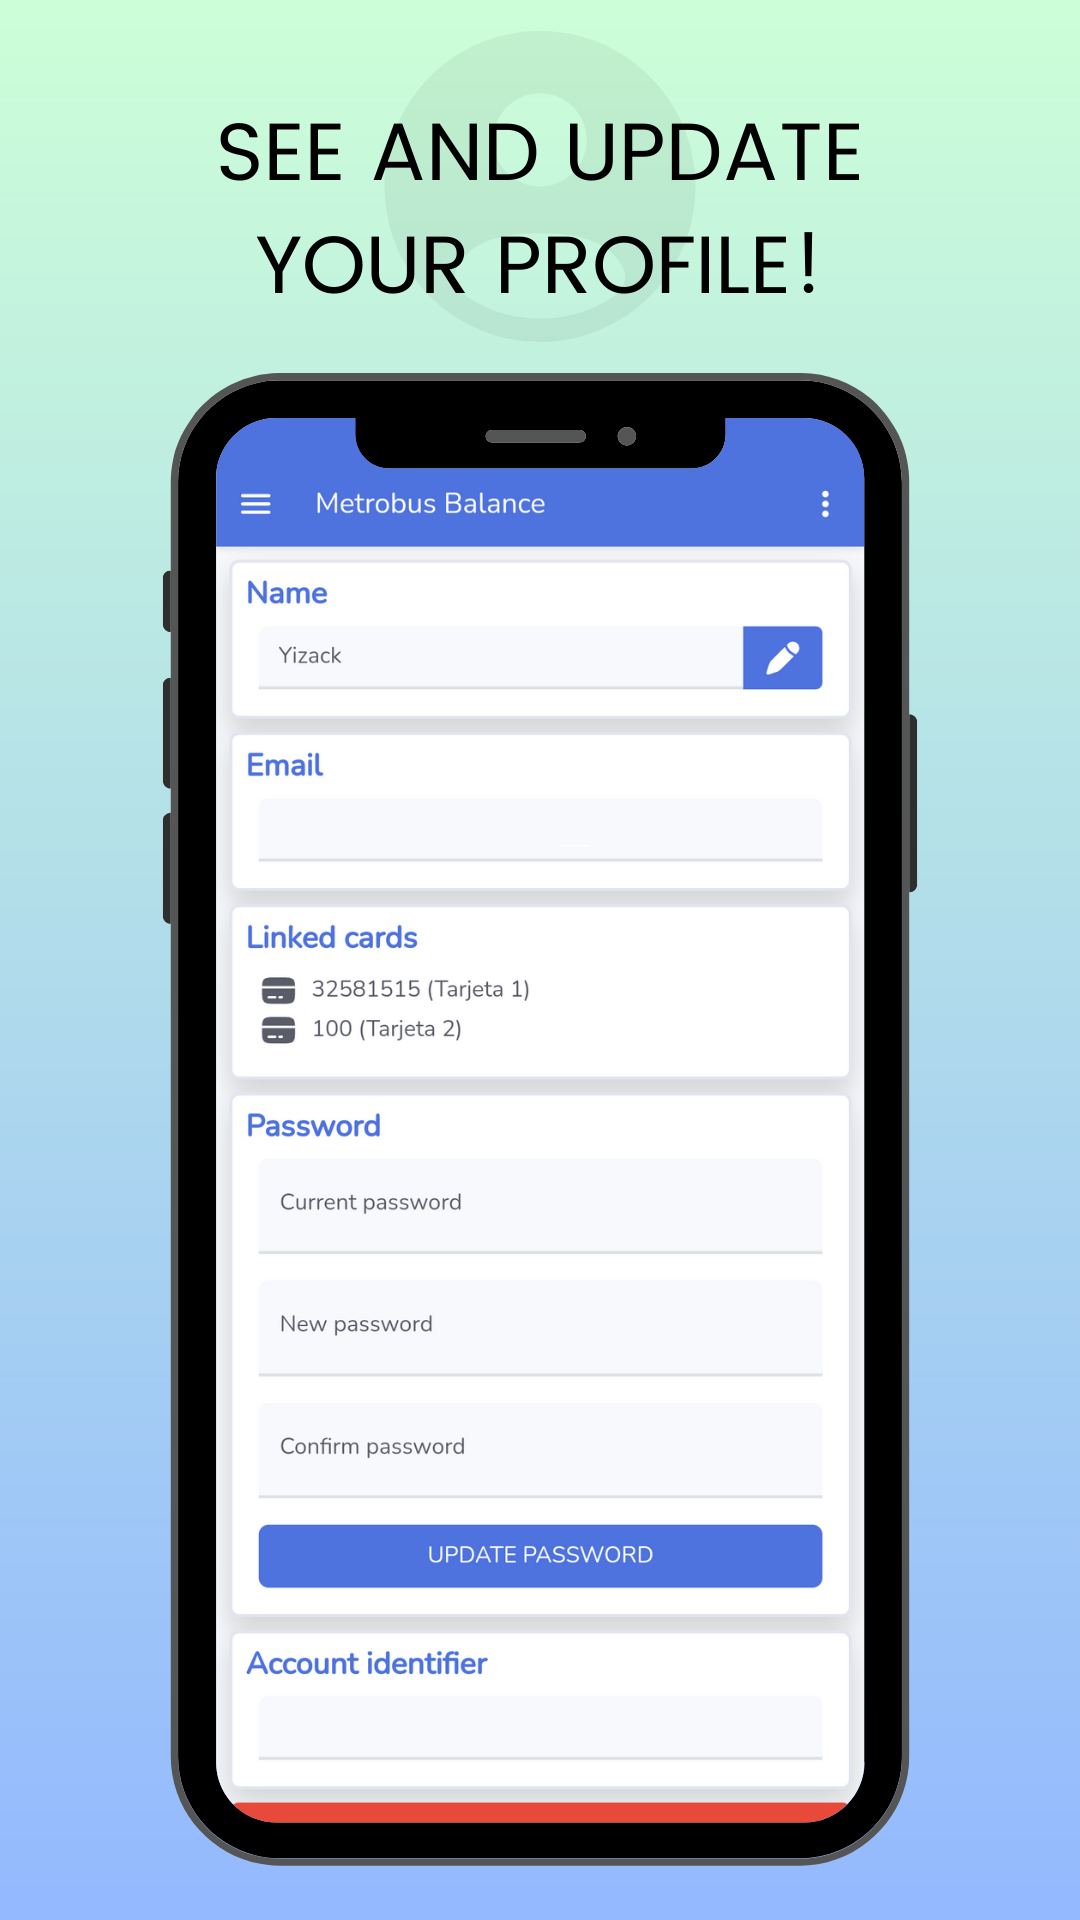 SEE AND UPDATE
YOUR PROFILE!
Metrobus Balance
Name
Yizack
Email
Linked cards
32581515 (Tarjeta 1)
100 (Tarjeta 2)
Password
Current password
New password
Confirm password
UPDATE PASSWORD
Account identifier